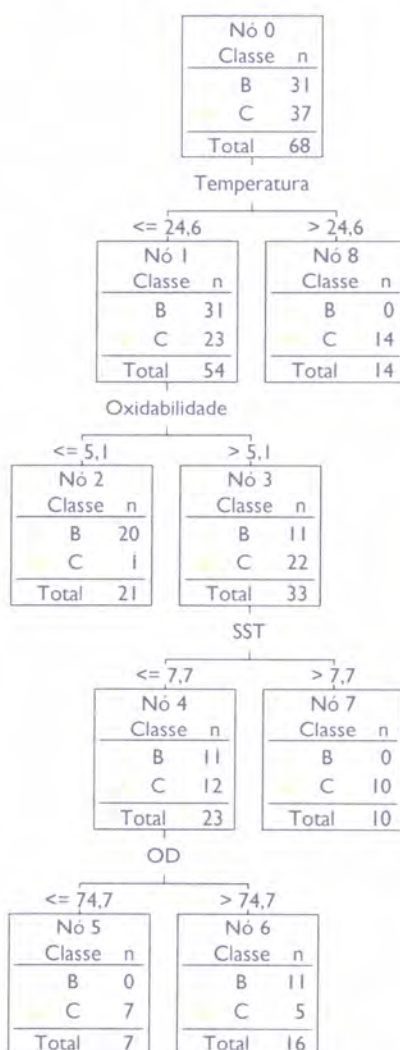 Nó 0
Classe n
B 31
C 37
Total 68
Temperatura
<= 24,6 > 24,6
Nó 1 Nó 8
Classe n Classe n
B 31 B 0
C 23 C 14
Total 54 Total 14
Oxidabilidade
<= 5,1 > 5,1
Nó 2 Nó 3
Classe n Classe n
B 20 B 11
C 1 C 22
Total 21 Total 33
SST
<= 7,7 > 7,7
Nó 4 Nó 7
Classe n Classe n
B 11 B 0
C 12 C 10
Total 23 Total 10
OD
<= 74,7 > 74,7
Nó 5 Nó 6
Classe n Classe n
B 0 B 11
C 7 C 5
Total 7 Total 16